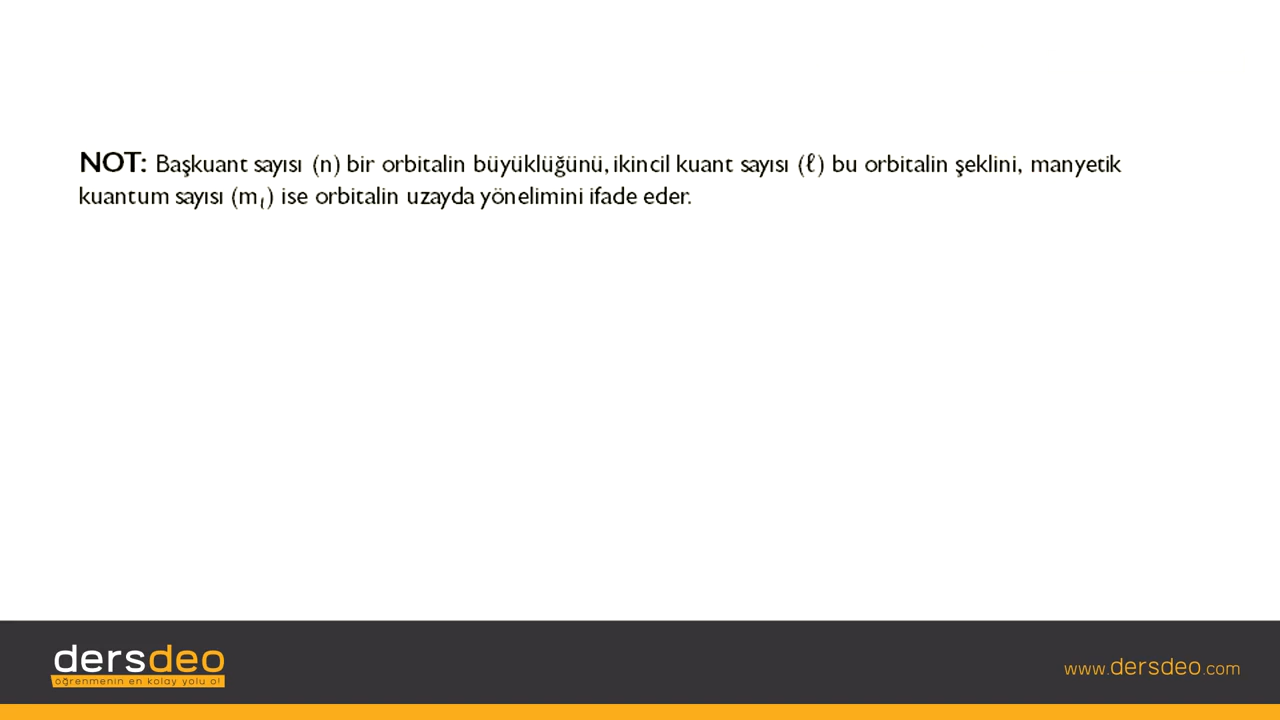 NOT: Başkuant sayısı (n) bir orbitalin büyüklüğünü, ikincil kuant sayısı (ℓ) bu orbitalin şeklini, manyetik
kuantum sayısı (mℓ) ise orbitalin uzayda yönelimini ifade eder.
dersdeo
öğrenmenin en kolay yolu o!
www.dersdeo.com